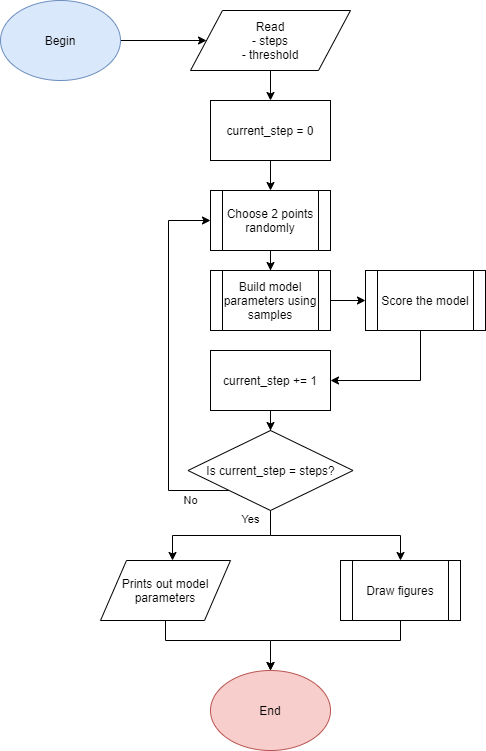 Begin
Read
- steps
- threshold
current_step = 0
Choose 2 points
randomly
Build model
parameters using
samples
Score the model
current_step += 1
Is current_step = steps?
No
Yes
Prints out model
parameters
Draw figures
End